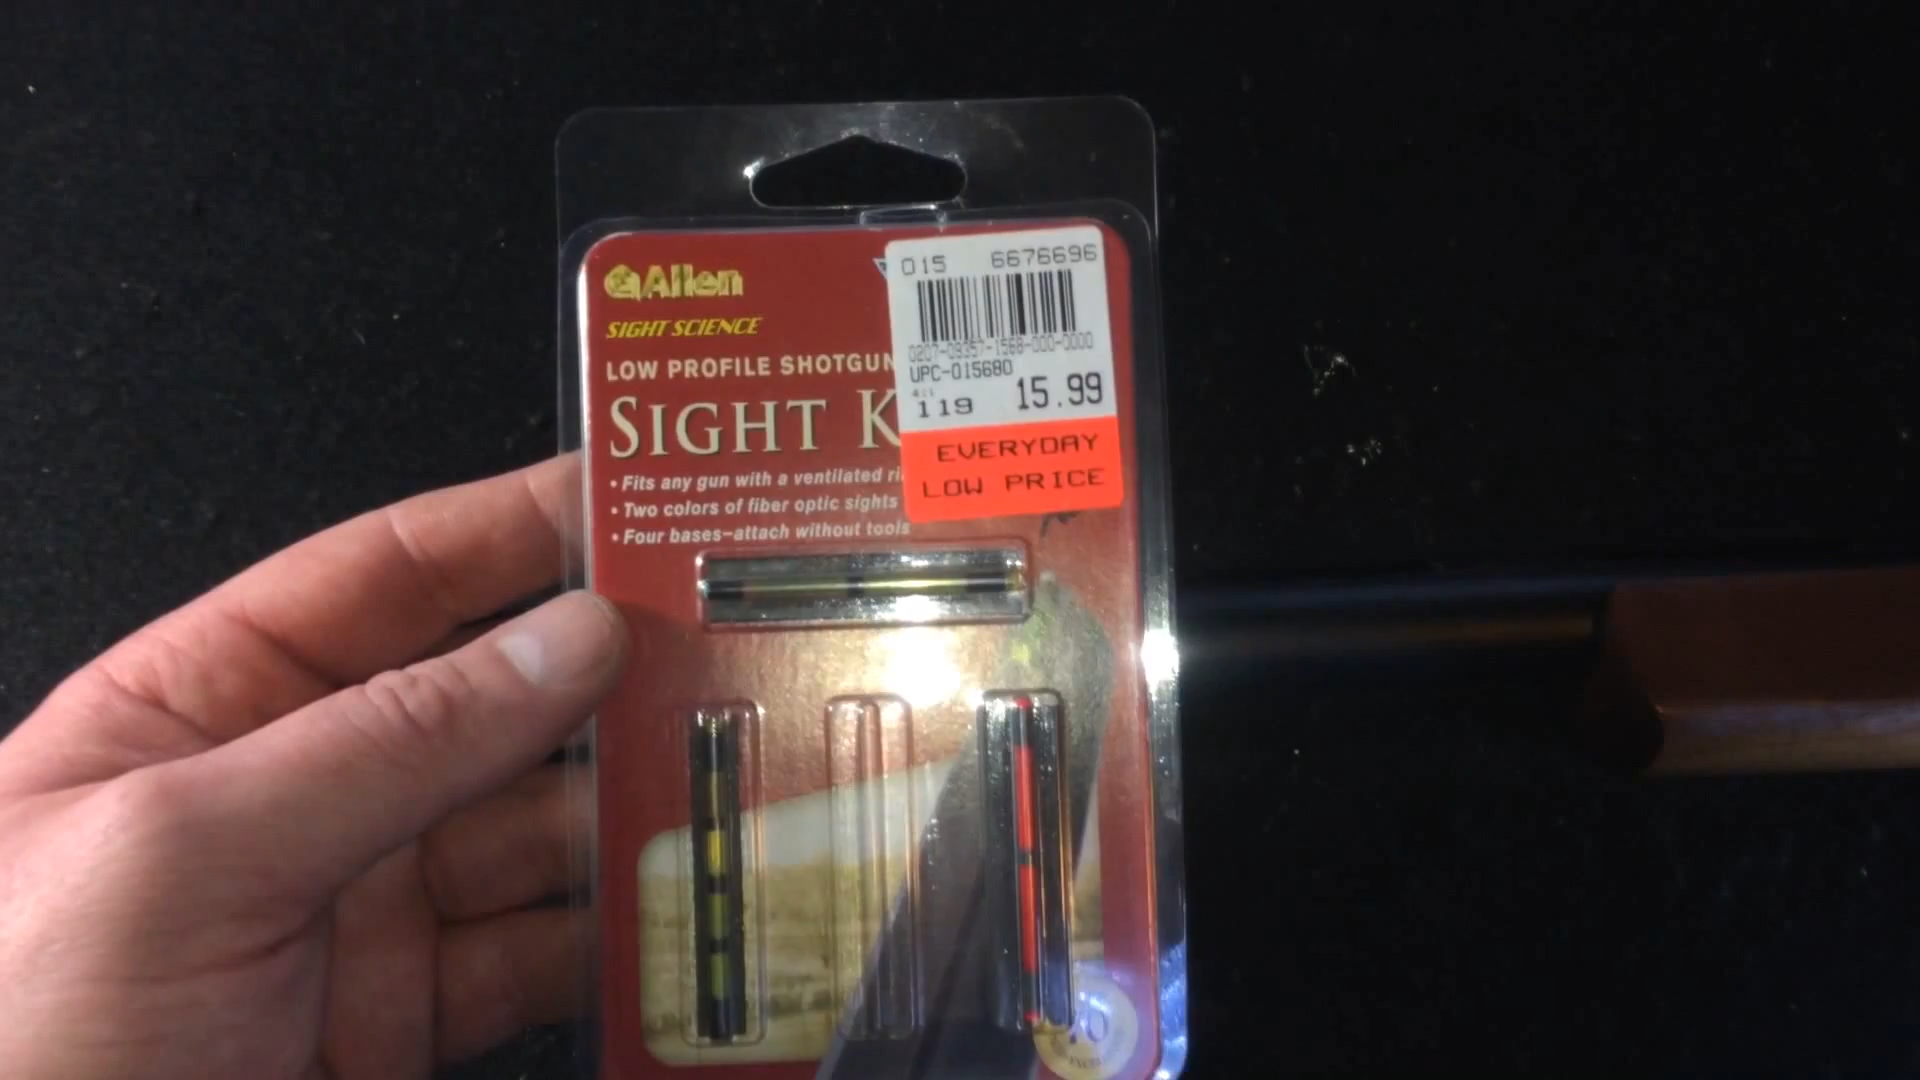 Allen
SIGHT SCIENCE
LOW PROFILE SHOTGUN
SIGHT K
• Fits any gun with a ventilated ri
• Two colors of fiber optic sights
• Four bases–attach without tools
015 6676696
0207-09357-1568-000-0000
UPC-015680
119 15.99
EVERYDAY
LOW PRICE